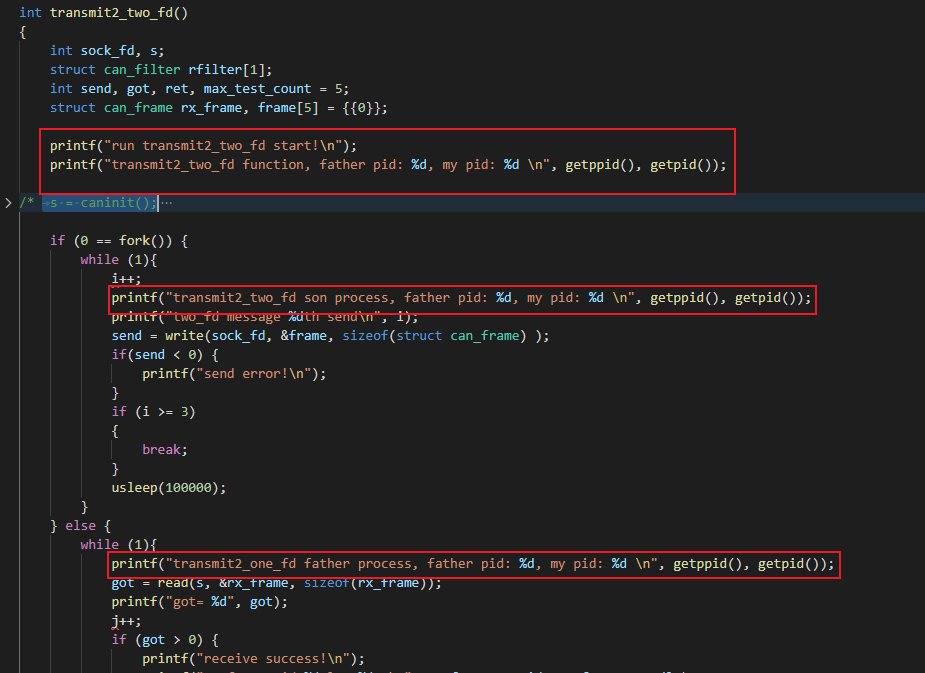 int transmit2_two_fd()
{
int sock_fd, s;
struct can_filter rfilter[1];
int send, got, ret, max_test_count = 5;
struct can_frame rx_frame, frame[5] = {{0}};
printf("run transmit2_two_fd start!\n");
printf("transmit2_two_fd function, father pid: %d, my pid: %d \n", getppid(), getpid());
/* s = caninit();
if (0 == fork()) {
while (1){
i++;
printf("transmit2_two_fd son process, father pid: %d, my pid: %d \n", getppid(), getpid());
printf("two_fd message %dth send\n", i);
send = write(sock_fd, &frame, sizeof(struct can_frame) );
if(send < 0) {
printf("send error!\n");
}
if (i >= 3)
{
break;
}
usleep(100000);
}
} else {
while (1){
printf("transmit2_one_fd father process, father pid: %d, my pid: %d \n", getppid(), getpid());
got = read(s, &rx_frame, sizeof(rx_frame));
printf("got= %d", got);
j++;
if (got > 0) {
printf("receive success!\n");